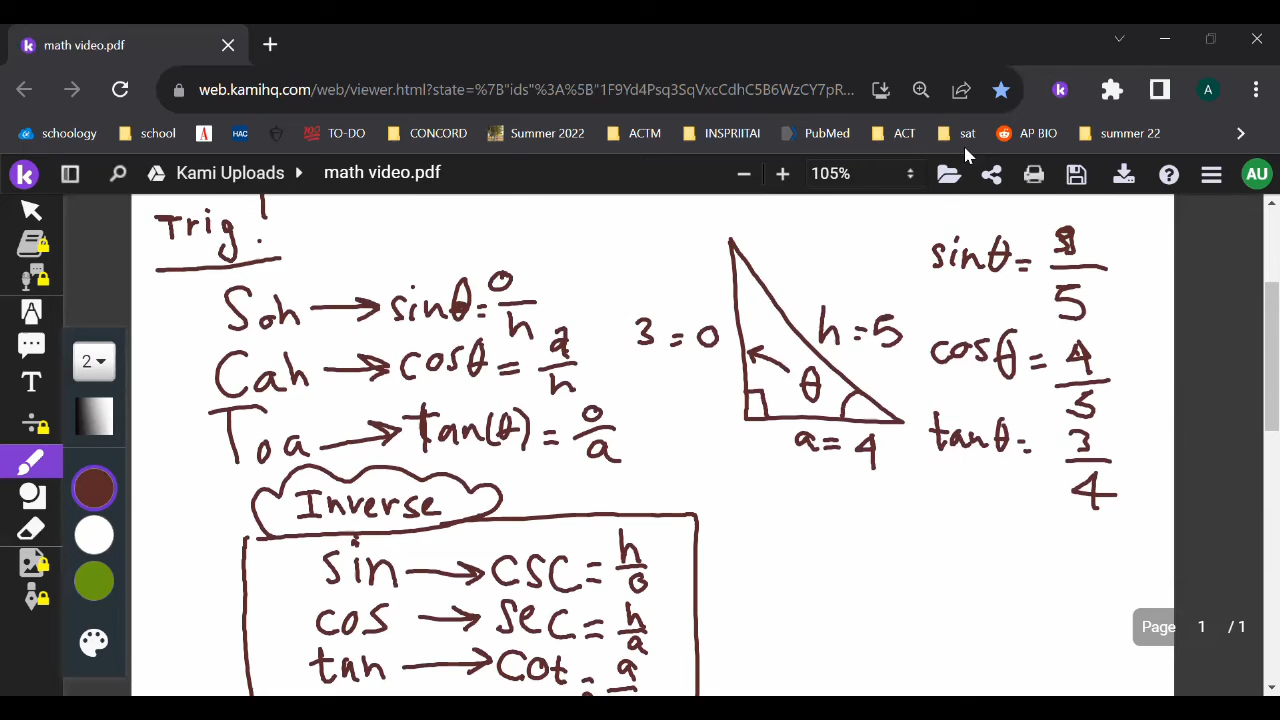 math video.pdf
web.kamihq.com/web/viewer.html?state=%7B"ids"%3A%5B"1F9Yd4Psq3SqVxcCdhC5B6WzCY7pR...
A
schoology school A HAC 100 TO-DO CONCORD Summer 2022 ACTM INSPRITAI PubMed ACT sat AP BIO summer 22
Kami Uploads math video.pdf 105% AU
Trig!
Soh → sinθ = o/h
Cah → cosθ = a/h
Toa → tan(θ) = o/a
3 = o
h = 5
θ
a = 4
sinθ = 3/5
cosθ = 4/5
tanθ = 3/4
2
Inverse
sin → csc = h/o
cos → sec = h/a
tan → cot = a
Page 1 / 1